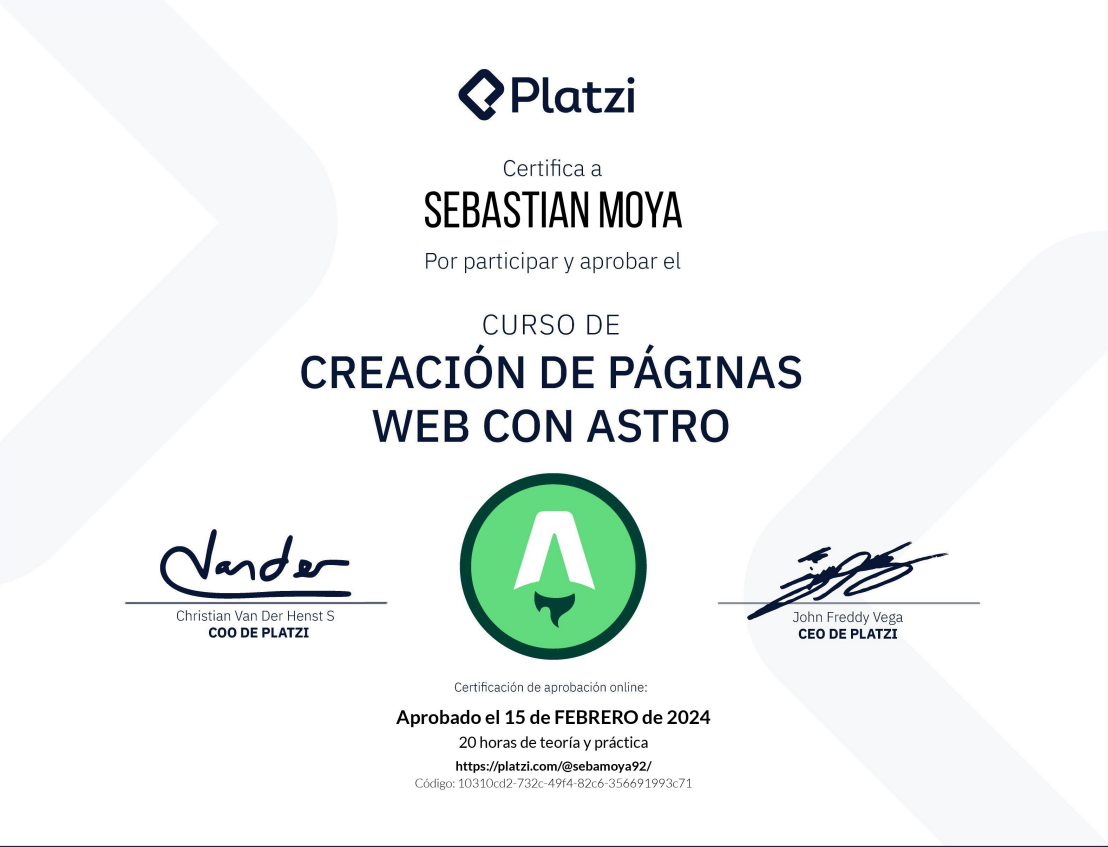 Platzi
Certifica a
SEBASTIAN MOYA
Por participar y aprobar el
CURSO DE
CREACIÓN DE PÁGINAS
WEB CON ASTRO
Vander
Christian Van Der Henst S
COO DE PLATZI
John Freddy Vega
CEO DE PLATZI
Certificación de aprobación online:
Aprobado el 15 de FEBRERO de 2024
20 horas de teoría y práctica
https://platzi.com/@sebamoya92/
Código: 10310cd2-732c-49f4-82c6-356691993c71